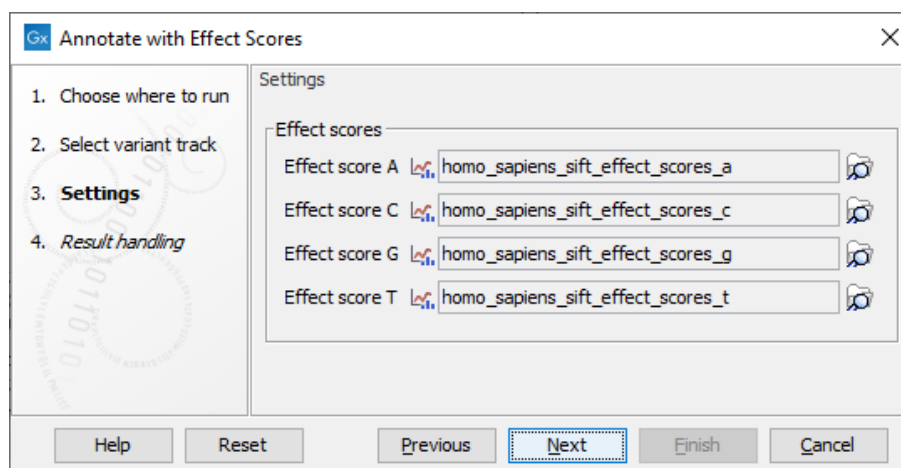 Gx Annotate with Effect Scores
1. Choose where to run
2. Select variant track
3. Settings
4. Result handling
Settings
Effect scores
Effect score A homo_sapiens_sift_effect_scores_a
Effect score C homo_sapiens_sift_effect_scores_c
Effect score G homo_sapiens_sift_effect_scores_g
Effect score T homo_sapiens_sift_effect_scores_t
Help Reset Previous Next Finish Cancel